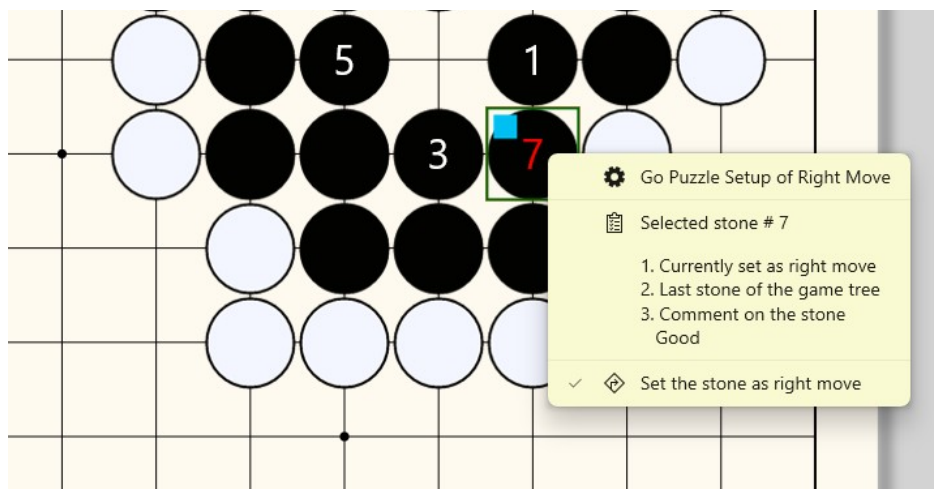 5
1
3
7
Go Puzzle Setup of Right Move
Selected stone # 7
1. Currently set as right move
2. Last stone of the game tree
3. Comment on the stone
Good
Set the stone as right move